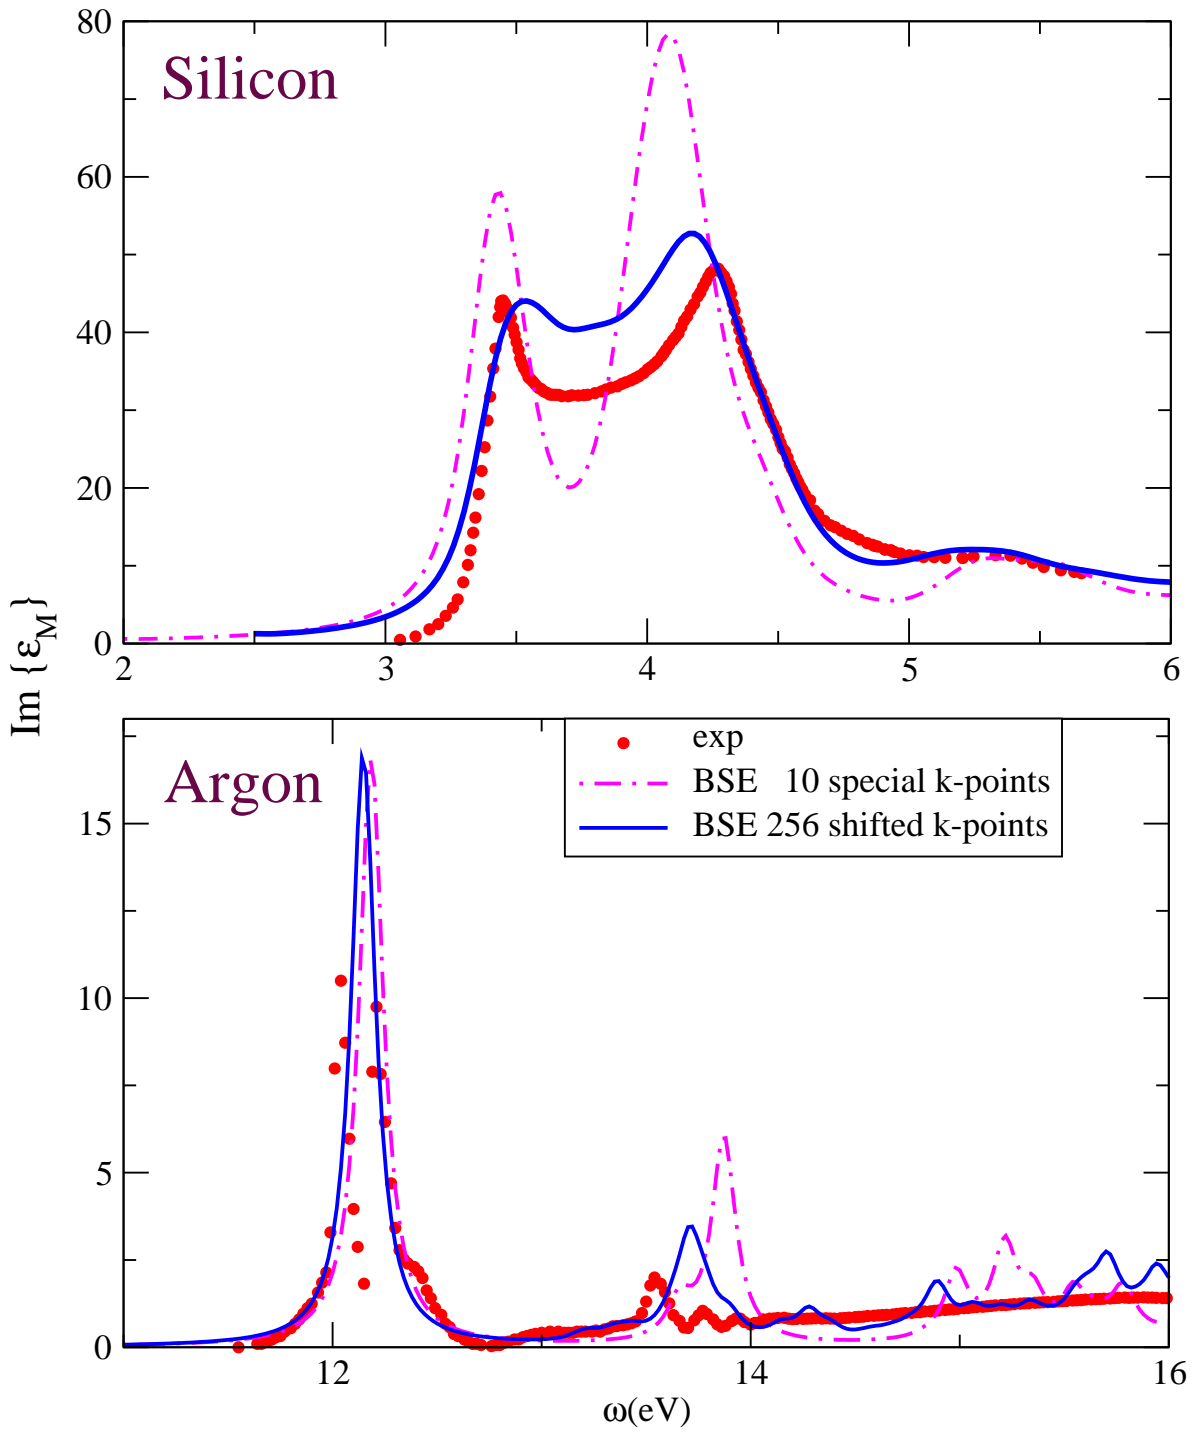 80
Silicon
60
40
20
0
2 3 4 5 6
Im {εM}
exp
BSE 10 special k-points
BSE 256 shifted k-points
Argon
15
10
5
0
12 14 16
ω(eV)